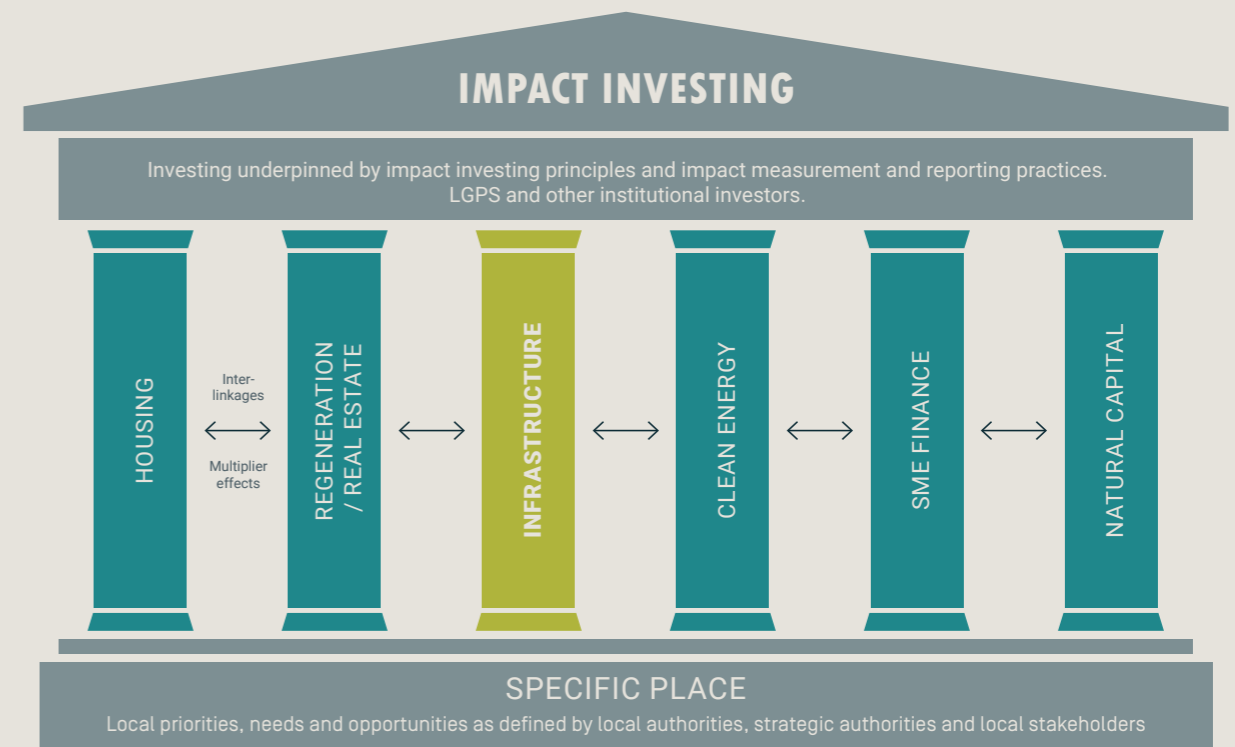 IMPACT INVESTING
Investing underpinned by impact investing principles and impact measurement and reporting practices.
LGPS and other institutional investors.
HOUSING
Inter-
linkages
Multiplier
effects
REGENERATION
/ REAL ESTATE
INFRASTRUCTURE
CLEAN ENERGY
SME FINANCE
NATURAL CAPITAL
SPECIFIC PLACE
Local priorities, needs and opportunities as defined by local authorities, strategic authorities and local stakeholders